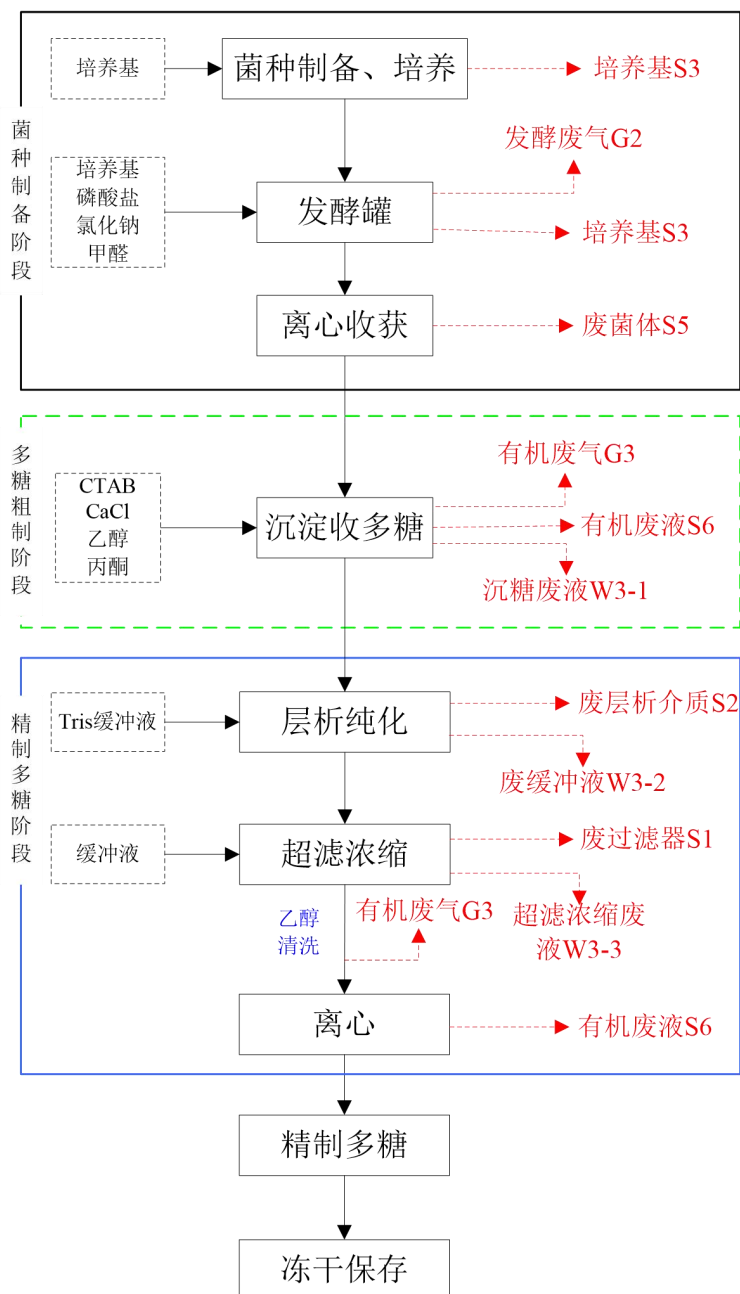 培养基
菌种制备、培养
培养基S3
菌种制备阶段
发酵废气G2
培养基
磷酸盐
氯化钠
甲醛
发酵罐
培养基S3
离心收获
废菌体S5
多糖粗制阶段
有机废气G3
CTAB
CaCl
乙醇
丙酮
沉淀收多糖
有机废液S6
沉糖废液W3-1
精制多糖阶段
Tris缓冲液
层析纯化
废层析介质S2
废缓冲液W3-2
缓冲液
超滤浓缩
废过滤器S1
乙醇
清洗
有机废气G3
超滤浓缩废
液W3-3
离心
有机废液S6
精制多糖
冻干保存